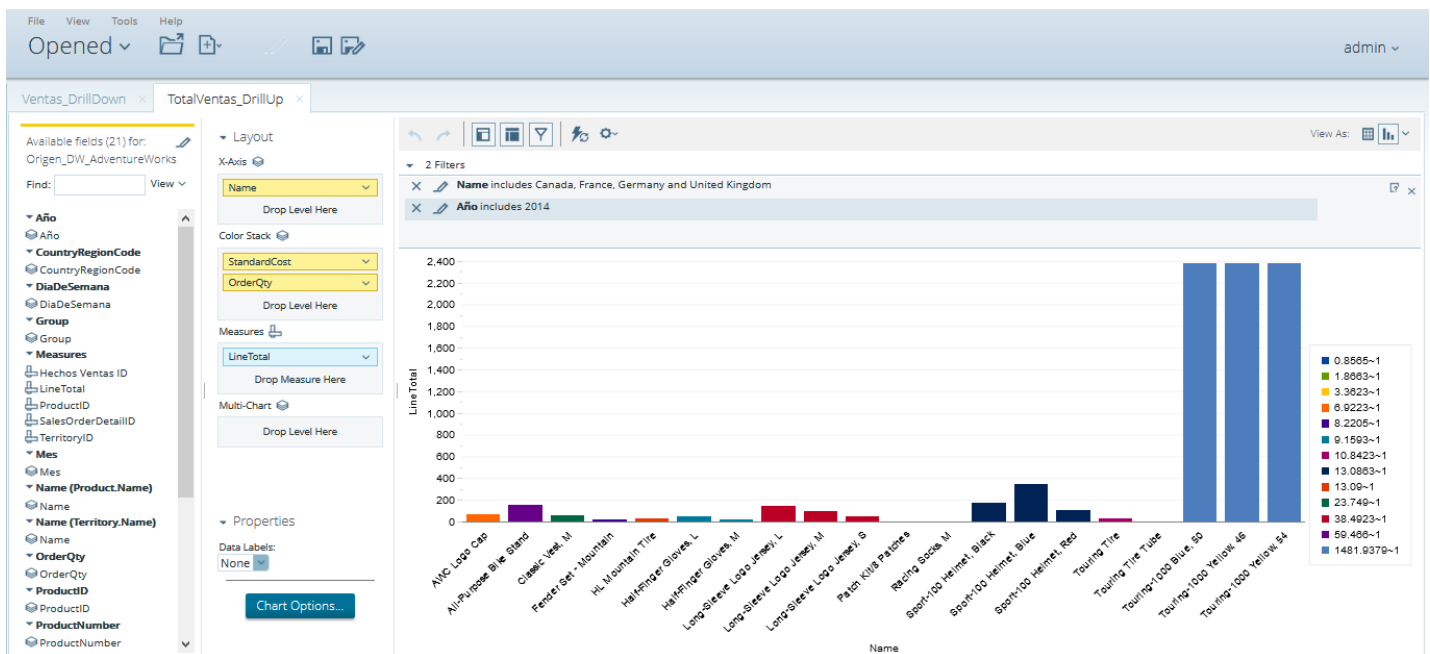 File View Tools Help
Opened
admin
Ventas_DrillDown ×
TotalVentas_DrillUp ×
Available fields (21) for:
Origen_DW_AdventureWorks
Find:
View
Año
Año
CountryRegionCode
CountryRegionCode
DiaDeSemana
DiaDeSemana
Group
Group
Measures
Hechos Ventas ID
LineTotal
ProductID
SalesOrderDetailID
TerritoryID
Mes
Mes
Name (Product.Name)
Name
Name (Territory.Name)
Name
OrderQty
OrderQty
ProductID
ProductID
ProductNumber
ProductNumber
Layout
X-Axis
Name
Drop Level Here
Color Stack
StandardCost
OrderQty
Drop Level Here
Measures
LineTotal
Drop Measure Here
Multi-Chart
Drop Level Here
Properties
Data Labels:
None
Chart Options...
View As:
2 Filters
Name includes Canada, France, Germany and United Kingdom
Año includes 2014
2,400
2,200
2,000
1,800
1,600
1,400
1,200
1,000
800
600
400
200
0
LineTotal
AWC Logo Cap
All-Purpose Bike Stand
Classic Vest, M
Fender Set - Mountain
HL Mountain Tire
Half-Finger Gloves, L
Half-Finger Gloves, M
Long-Sleeve Logo Jersey, L
Long-Sleeve Logo Jersey, M
Long-Sleeve Logo Jersey, S
Patch Kit/8 Patches
Racing Socks, M
Sport-100 Helmet, Black
Sport-100 Helmet, Blue
Sport-100 Helmet, Red
Touring Tire
Touring Tire Tube
Touring-1000 Blue, 50
Touring-1000 Yellow, 46
Touring-1000 Yellow, 54
Name
0.8565~1
1.8663~1
3.3623~1
6.9223~1
8.2205~1
9.1593~1
10.8423~1
13.0863~1
13.09~1
23.749~1
38.4923~1
59.466~1
1481.9379~1